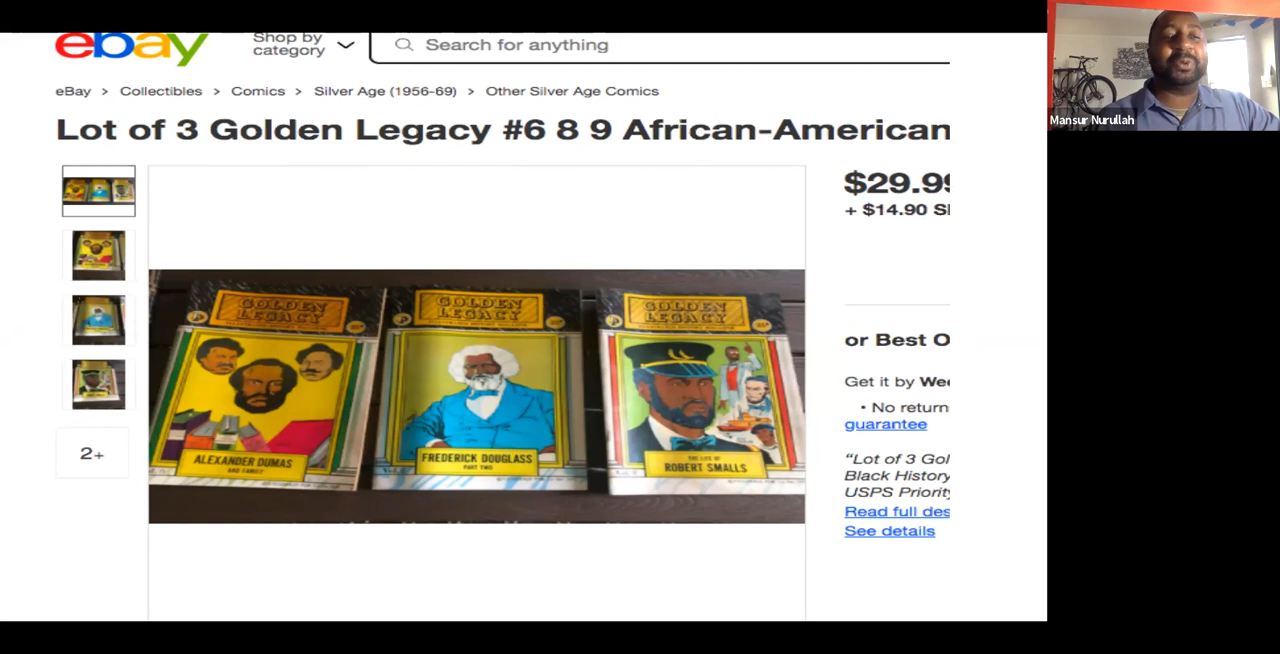 ebay
Shop by
category
Search for anything
eBay > Collectibles > Comics > Silver Age (1956-69) > Other Silver Age Comics
Lot of 3 Golden Legacy #6 8 9 African-American
$29.99
+ $14.90 S
or Best O
Get it by We
• No return
guarantee
“Lot of 3 Gol
Black History
USPS Priority
Read full des
See details
2+
GOLDEN
LEGACY
ALEXANDER DUMAS
AND FAMILY
GOLDEN
LEGACY
FREDERICK DOUGLASS
PART TWO
GOLDEN
LEGACY
THE LIFE OF
ROBERT SMALLS
Mansur Nurullah